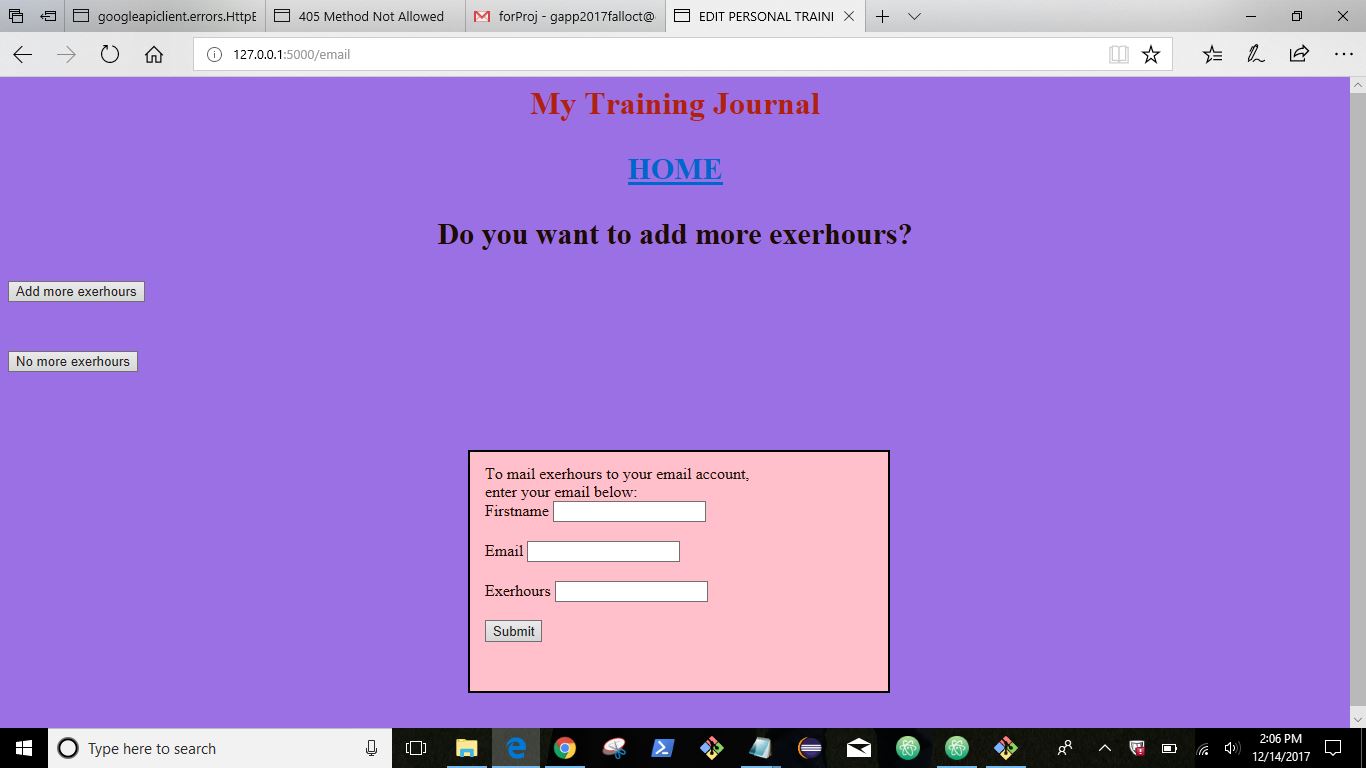 googleapiclient.errors.HttpE
405 Method Not Allowed
forProj - gapp2017falloct@
EDIT PERSONAL TRAINI
127.0.0.1:5000/email
My Training Journal
HOME
Do you want to add more exerhours?
Add more exerhours
No more exerhours
To mail exerhours to your email account,
enter your email below:
Firstname
Email
Exerhours
Submit
Type here to search
2:06 PM
12/14/2017